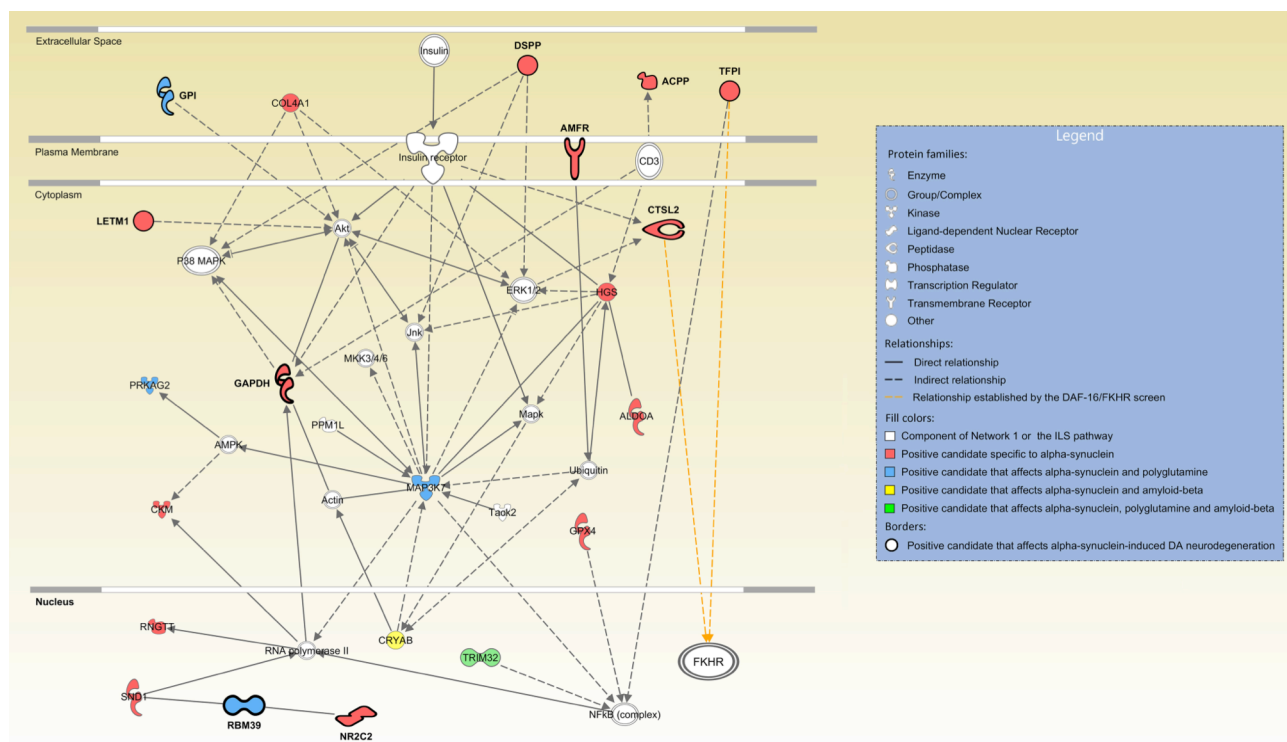 Extracellular Space
Insulin
DSPP
GPI
COL4A1
ACPP
TFPI
AMFR
Plasma Membrane
Insulin receptor
CD3
Cytoplasm
LETM1
Akt
CTSL2
P38 MAPK
ERK1/2
HGS
Jnk
MKK3/4/6
PRKAG2
GAPDH
PPM1L
Mapk
ALDOA
AMPK
Ubiquitin
MAP3K7
Actin
Taok2
CKM
GPX4
Nucleus
RNGTT
RNA polymerase II
CRYAB
TRIM32
FKHR
SND1
RBM39
NR2C2
NFkB (complex)
Legend
Protein families:
Enzyme
Group/Complex
Kinase
Ligand-dependent Nuclear Receptor
Peptidase
Phosphatase
Transcription Regulator
Transmembrane Receptor
Other
Relationships:
Direct relationship
Indirect relationship
Relationship established by the DAF-16/FKHR screen
Fill colors:
Component of Network 1 or the ILS pathway
Positive candidate specific to alpha-synuclein
Positive candidate that affects alpha-synuclein and polyglutamine
Positive candidate that affects alpha-synuclein and amyloid-beta
Positive candidate that affects alpha-synuclein, polyglutamine and amyloid-beta
Borders:
Positive candidate that affects alpha-synuclein-induced DA neurodegeneration